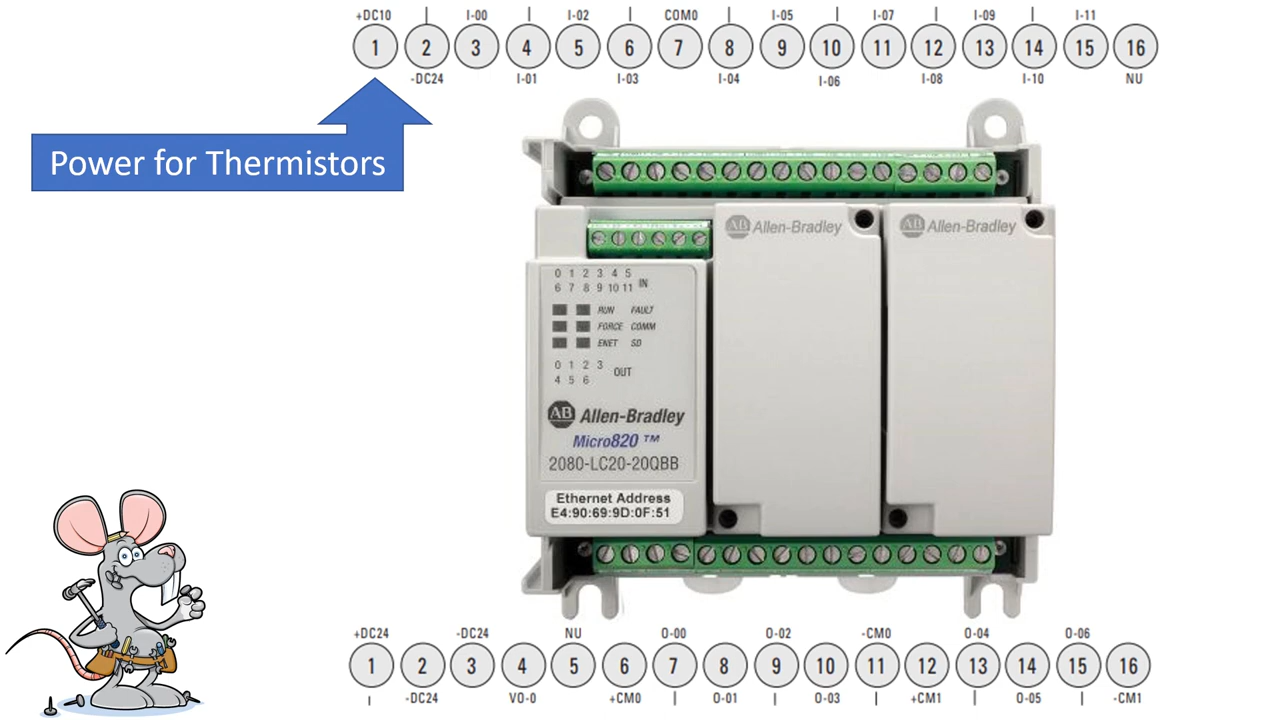 +DC10 I-00 I-02 COM0 I-05 I-07 I-09 I-11
1 2 3 4 5 6 7 8 9 10 11 12 13 14 15 16
-DC24 I-01 I-03 I-04 I-06 I-08 I-10 NU
Power for Thermistors
AB Allen-Bradley
AB Allen-Bradley
0 1 2 3 4 5
6 7 8 9 10 11 IN
RUN FAULT
FORCE COMM
ENET SD
0 1 2 3
4 5 6 OUT
AB Allen-Bradley
Micro820 ™
2080-LC20-20QBB
Ethernet Address
E4:90:69:9D:0F:51
+DC24 -DC24 NU O-00 O-02 -CM0 O-04 O-06
1 2 3 4 5 6 7 8 9 10 11 12 13 14 15 16
-DC24 VO-0 +CM0 O-01 O-03 +CM1 O-05 -CM1